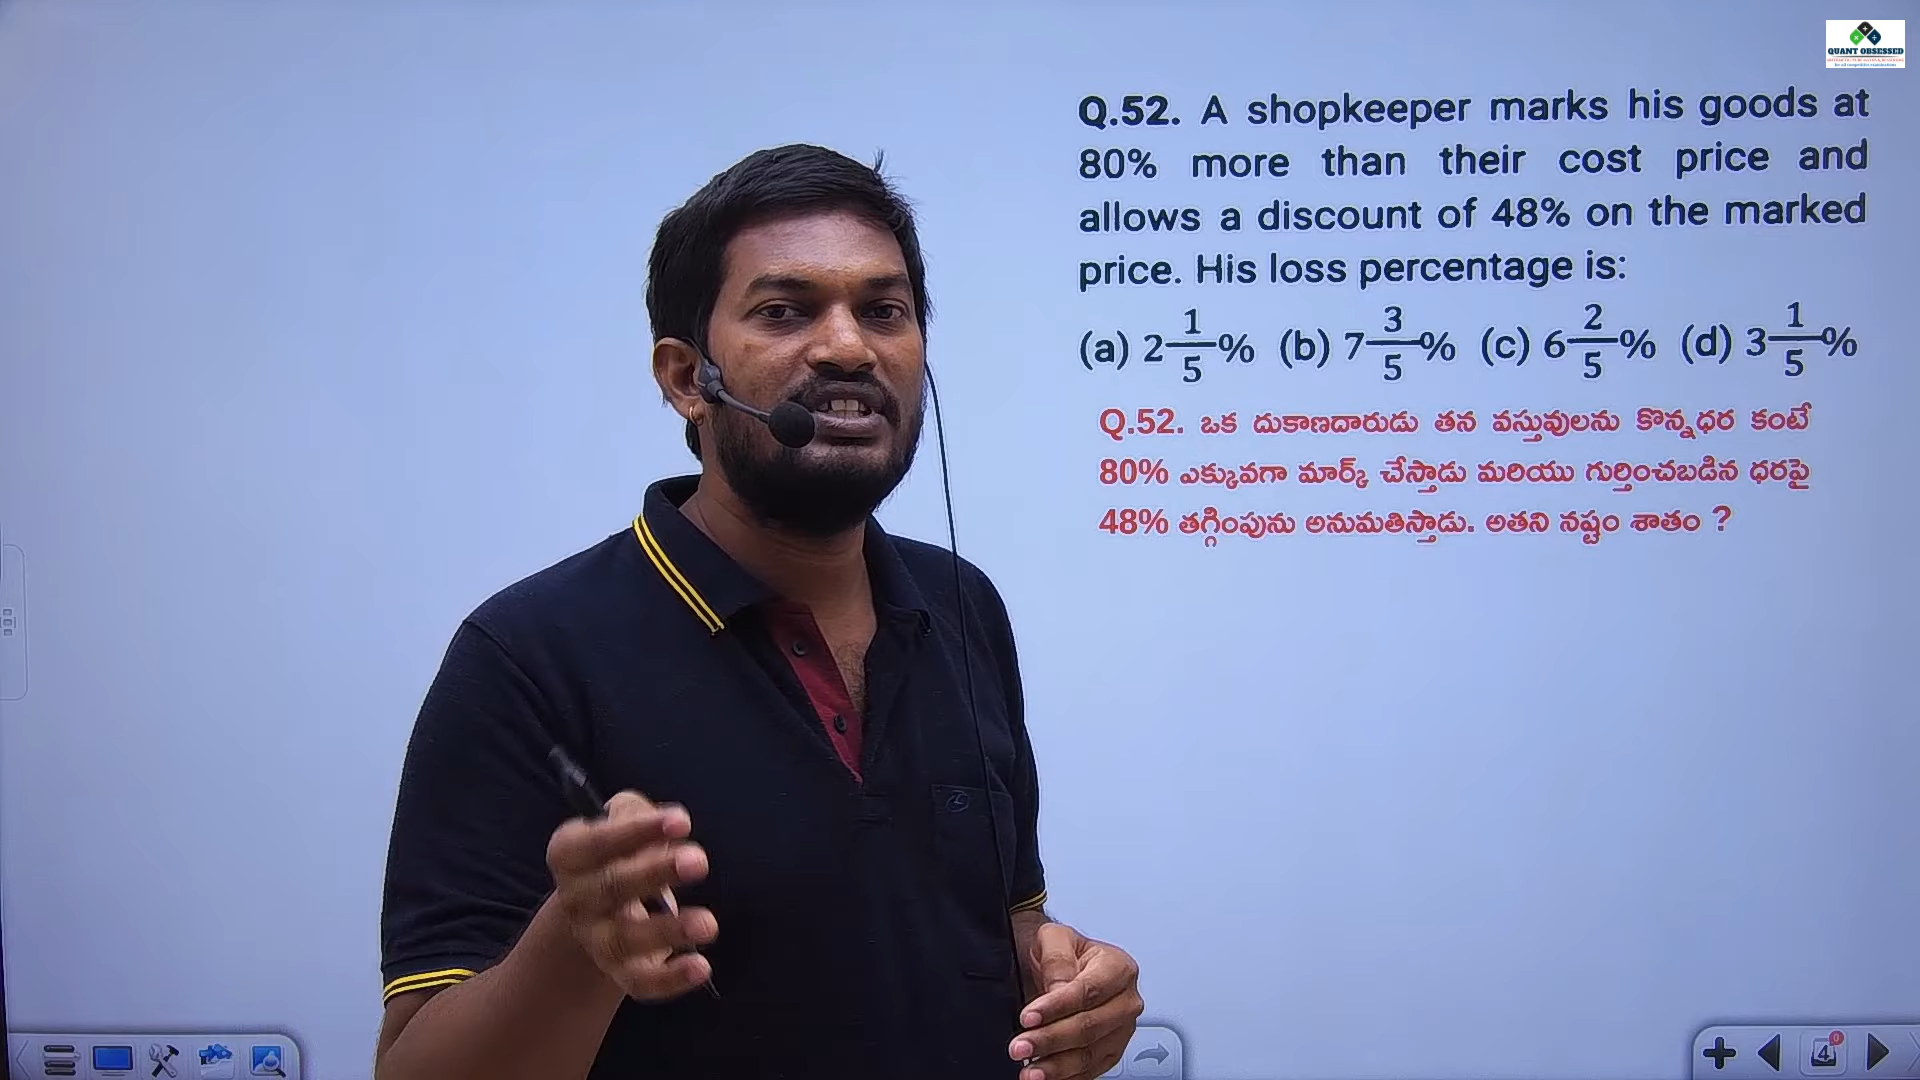 QUANT OBSESSED
Q.52. A shopkeeper marks his goods at
80% more than their cost price and
allows a discount of 48% on the marked
price. His loss percentage is:
(a) 2 1/5 % (b) 7 3/5 % (c) 6 2/5 % (d) 3 1/5 %
Q.52. ఒక దుకాణదారుడు తన వస్తువులను కొన్నధర కంటే
80% ఎక్కువగా మార్క్ చేస్తాడు మరియు గుర్తించబడిన ధరపై
48% తగ్గింపును అనుమతిస్తాడు. అతని నష్టం శాతం ?
4
0